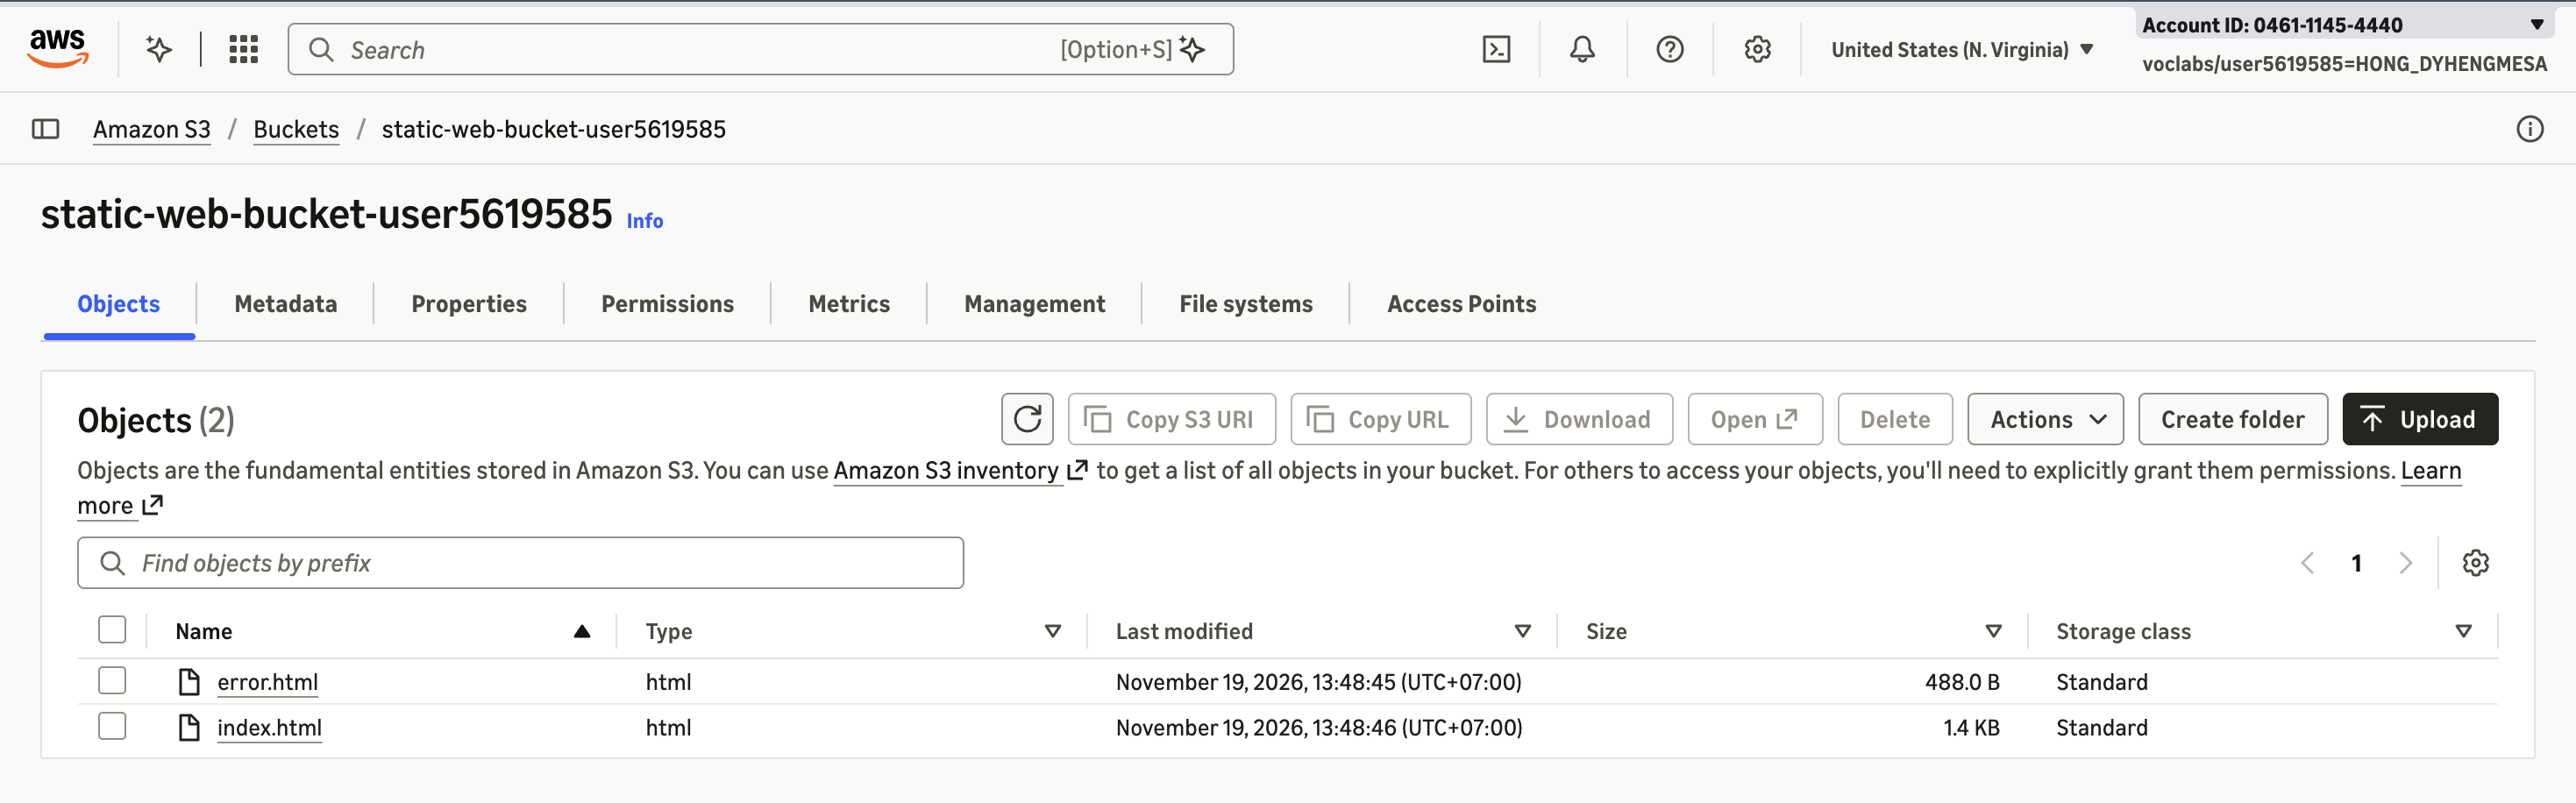 aws
Search [Option+S]
United States (N. Virginia)
Account ID: 0461-1145-4440
voclabs/user5619585=HONG_DYHENGMESA
Amazon S3 / Buckets / static-web-bucket-user5619585
static-web-bucket-user5619585 Info
Objects Metadata Properties Permissions Metrics Management File systems Access Points
Objects (2) Copy S3 URI Copy URL Download Open Delete Actions Create folder Upload
Objects are the fundamental entities stored in Amazon S3. You can use Amazon S3 inventory to get a list of all objects in your bucket. For others to access your objects, you'll need to explicitly grant them permissions. Learn
more
Find objects by prefix 1
Name Type Last modified Size Storage class
error.html html November 19, 2026, 13:48:45 (UTC+07:00) 488.0 B Standard
index.html html November 19, 2026, 13:48:46 (UTC+07:00) 1.4 KB Standard